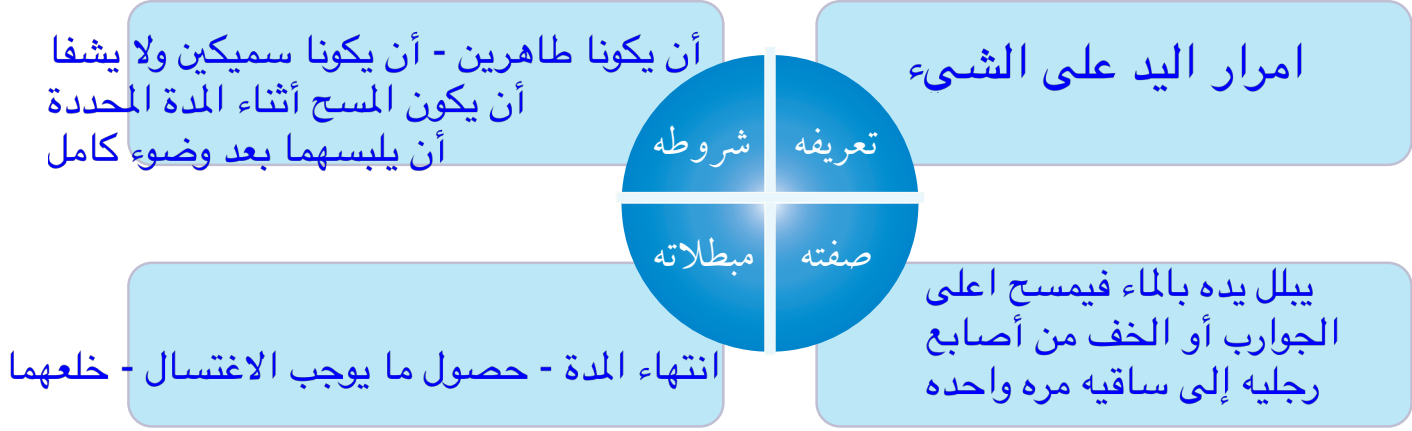 امرار اليد على الشىء
تعريفه
شروطه
أن يكونا طاهرين - أن يكونا سميكين ولا يشفا
أن يكون المسح أثناء المدة المحددة
أن يلبسهما بعد وضوء كامل
صفته
يبلل يده بالماء فيمسح اعلى
الجوارب أو الخف من أصابع
رجليه إلى ساقيه مره واحده
مبطلاته
انتهاء المدة - حصول ما يوجب الاغتسال - خلعهما